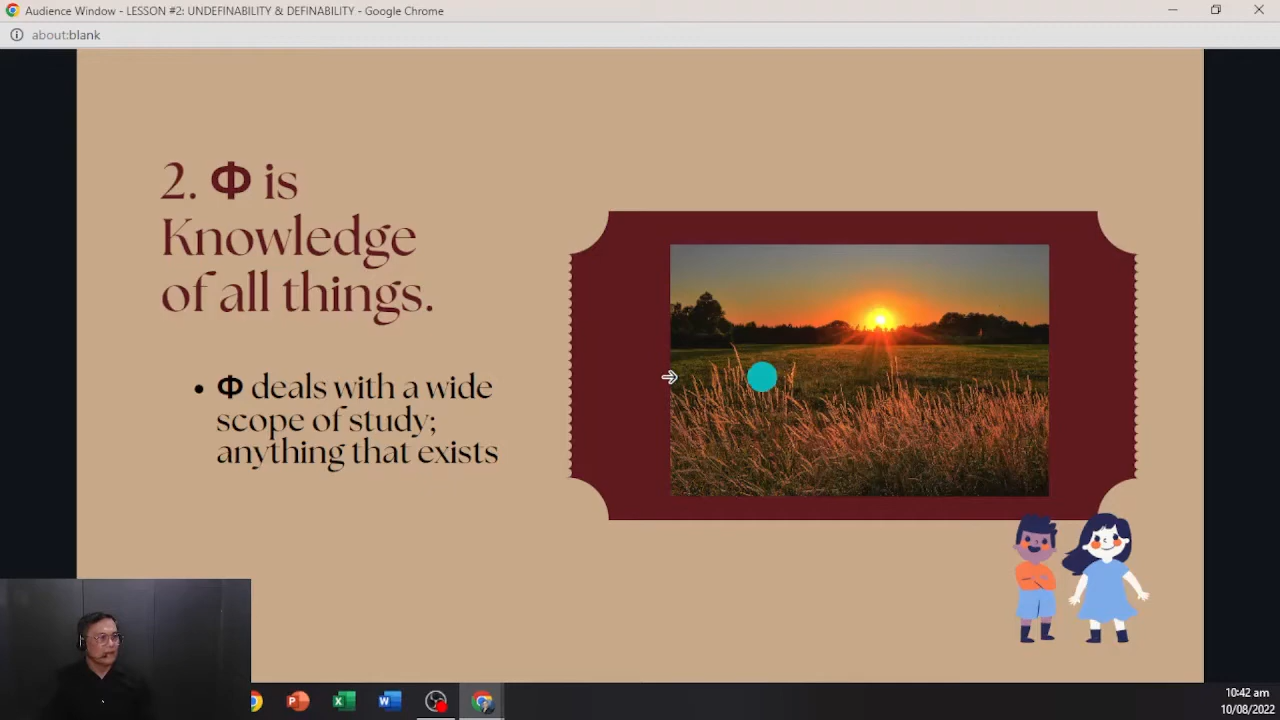 Audience Window - LESSON #2: UNDEFINABILITY & DEFINABILITY - Google Chrome
about:blank
2. Φ is
Knowledge
of all things.
• Φ deals with a wide
scope of study;
anything that exists
10:42 am
10/08/2022